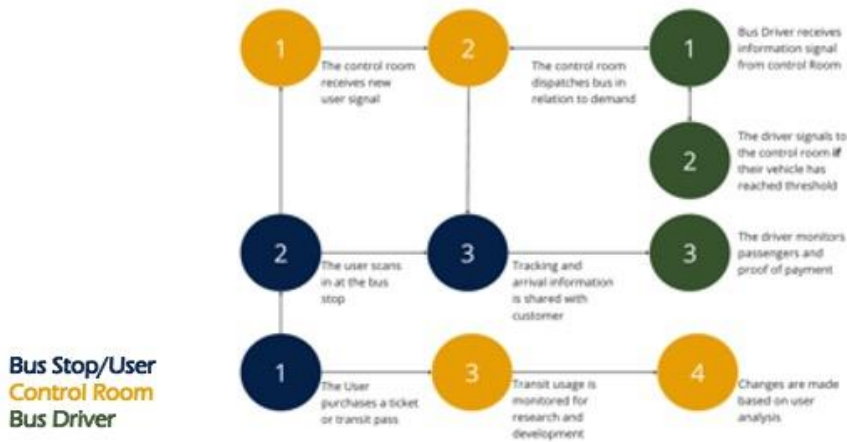 1
The control room
receives new
user signal
2
The control room
dispatches bus in
relation to demand
1
Bus Driver receives
information signal
from control Room
2
The driver signals to
the control room if
their vehicle has
reached threshold
2
The user scans
in at the bus
stop
3
Tracking and
arrival information
is shared with
customer
3
The driver monitors
passengers and
proof of payment
Bus Stop/User
Control Room
Bus Driver
1
The User
purchases a ticket
or transit pass
3
Transit usage is
monitored for
research and
development
4
Changes are made
based on user
analysis